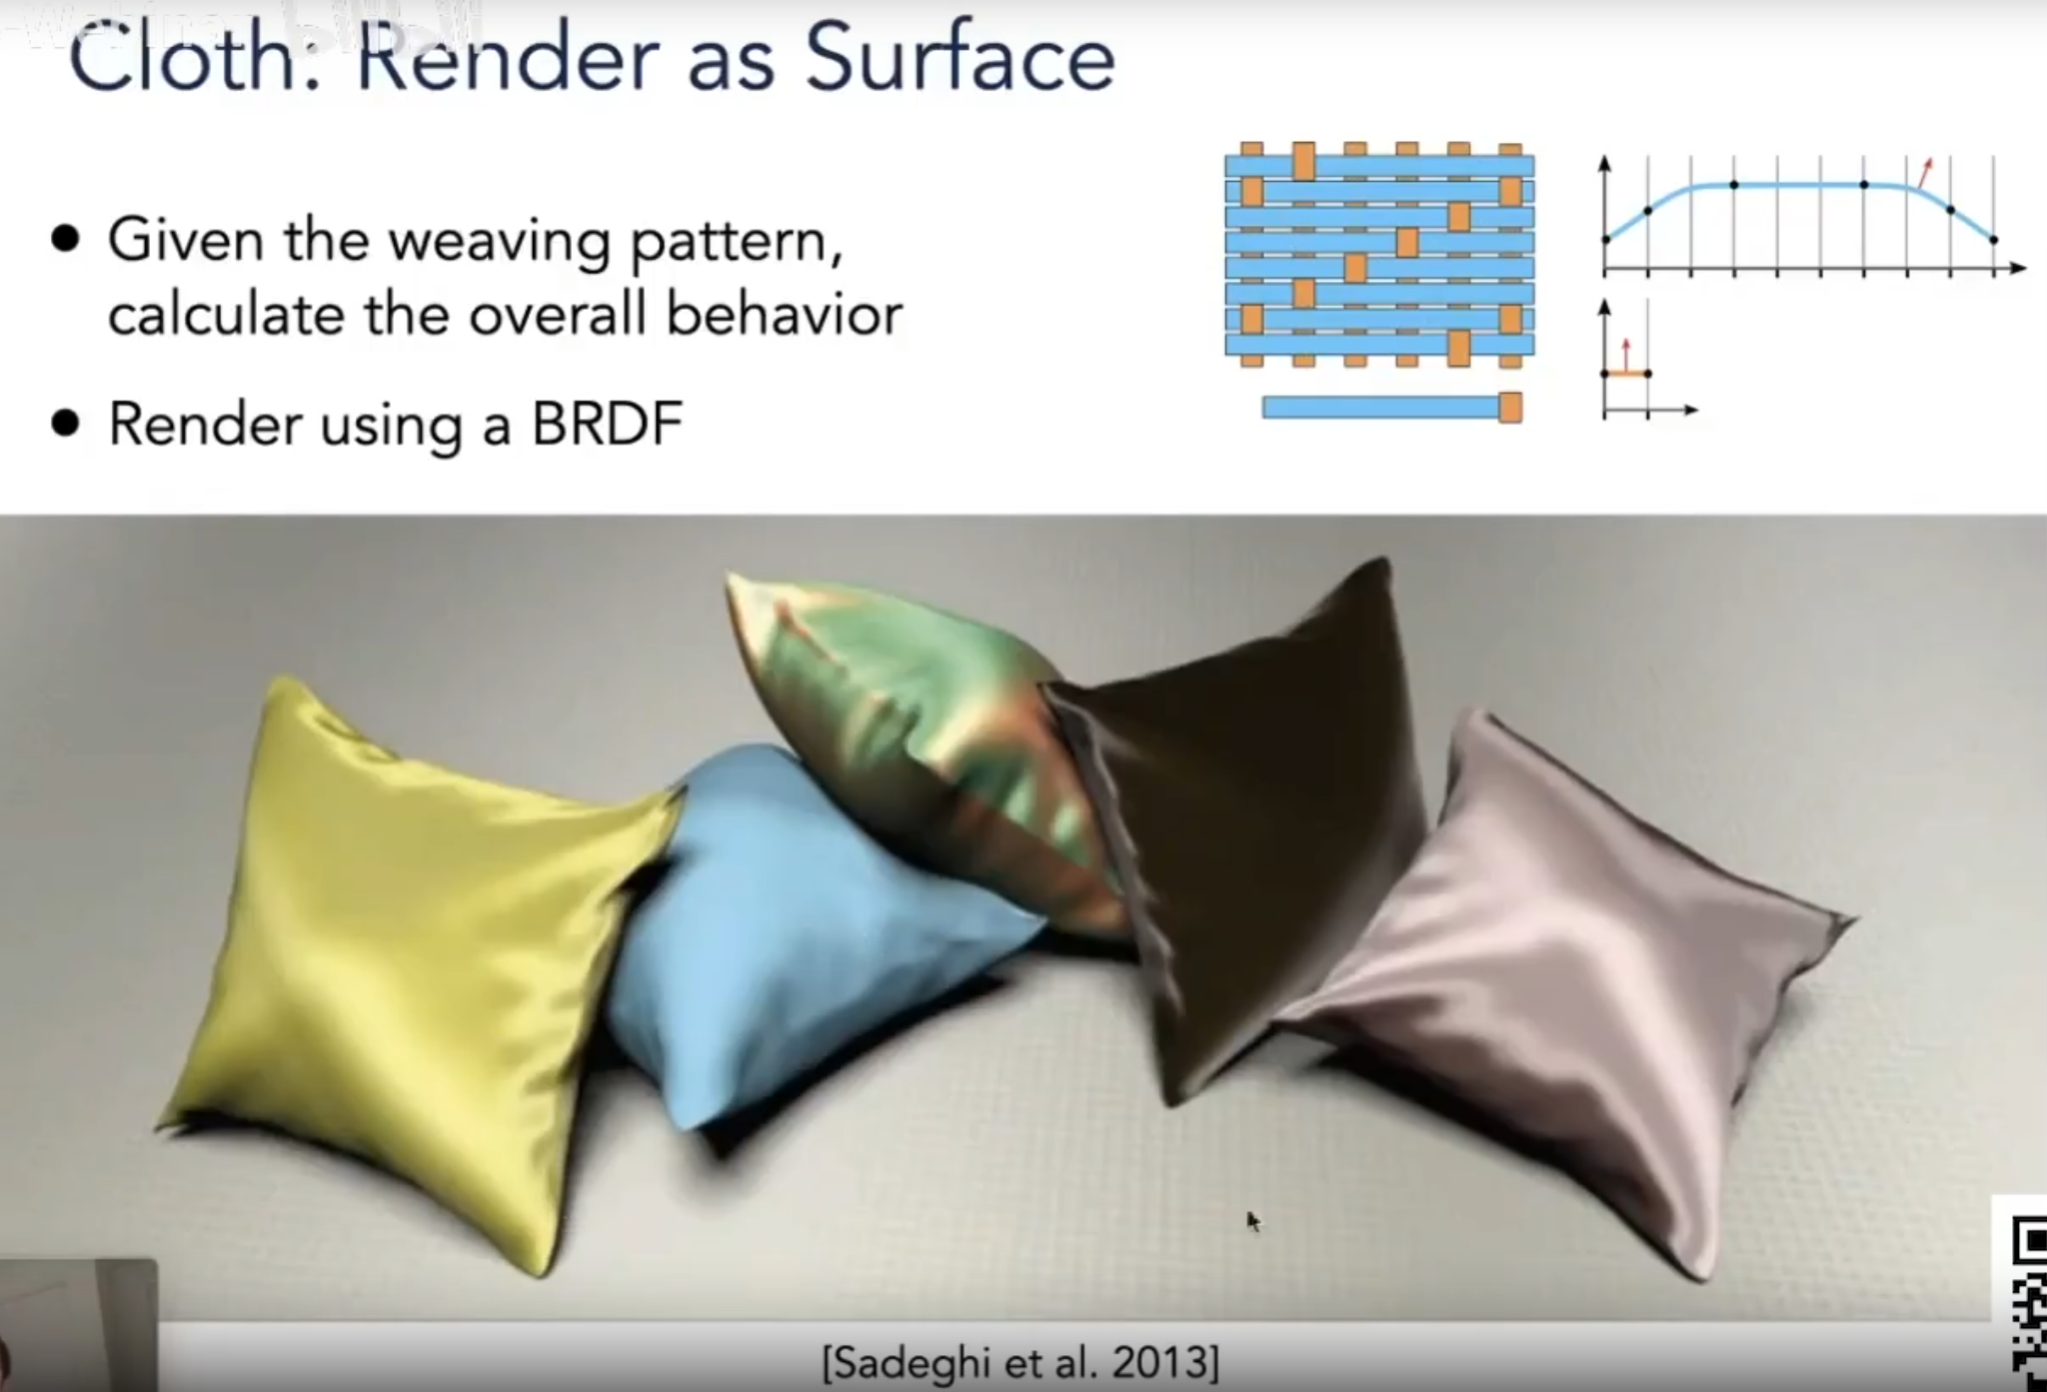 Cloth: Render as Surface
● Given the weaving pattern,
calculate the overall behavior
● Render using a BRDF
[Sadeghi et al. 2013]